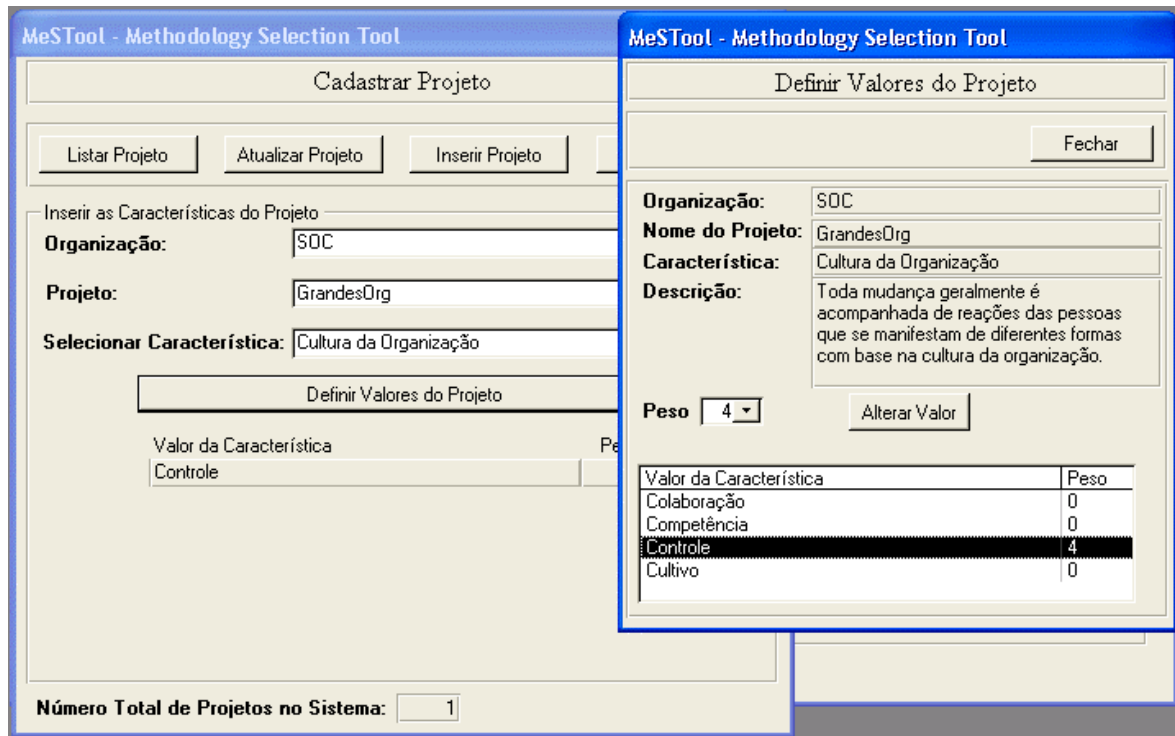 MeSTool - Methodology Selection Tool
Cadastrar Projeto
Listar Projeto
Atualizar Projeto
Inserir Projeto
Inserir as Características do Projeto
Organização: SOC
Projeto: GrandesOrg
Selecionar Característica: Cultura da Organização
Definir Valores do Projeto
Valor da Característica
Controle
Número Total de Projetos no Sistema: 1
MeSTool - Methodology Selection Tool
Definir Valores do Projeto
Fechar
Organização: SOC
Nome do Projeto: GrandesOrg
Característica: Cultura da Organização
Descrição: Toda mudança geralmente é
acompanhada de reações das pessoas
que se manifestam de diferentes formas
com base na cultura da organização.
Peso 4 Alterar Valor
Valor da Característica Peso
Colaboração 0
Competência 0
Controle 4
Cultivo 0